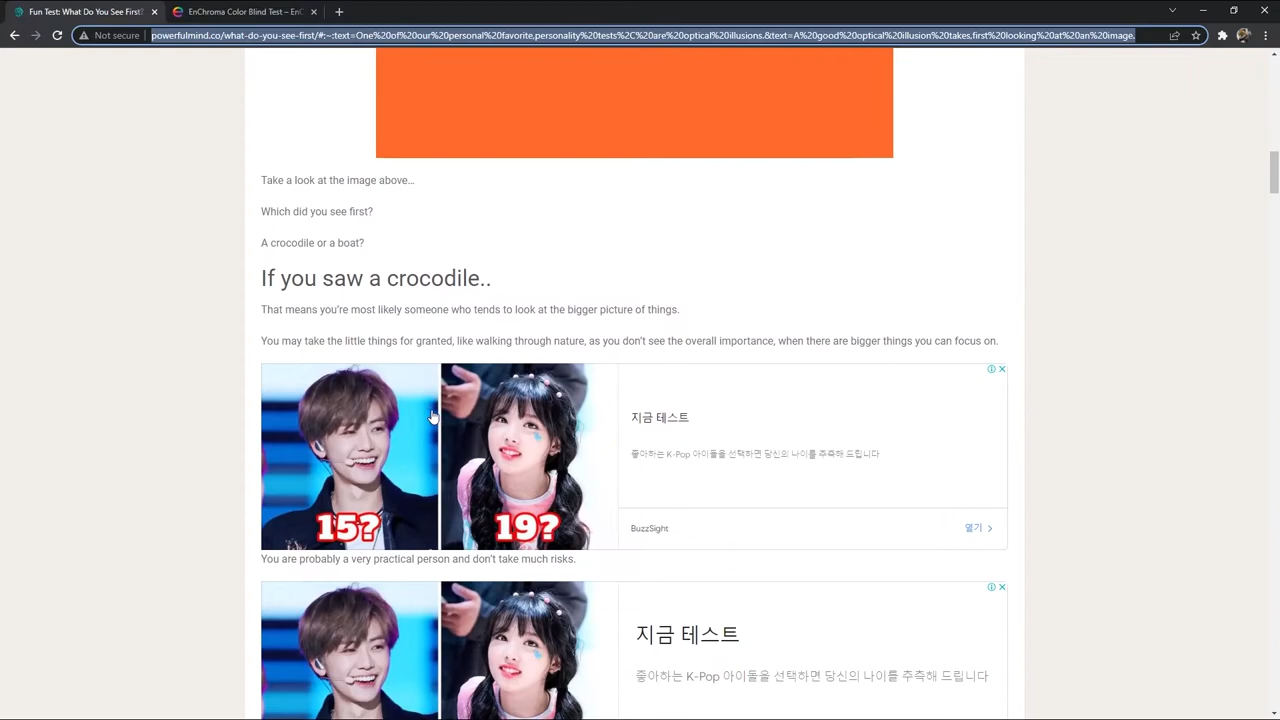 Fun Test: What Do You See First?
EnChroma Color Blind Test – En
Not secure
powerfulmind.co/what-do-you-see-first/#:~:text=One%20of%20our%20personal%20favorite,personality%20tests%2C%20are%20optical%20illusions.&text=A%20good%20optical%20illusion%20takes,first%20looking%20at%20an%20image.
Take a look at the image above...
Which did you see first?
A crocodile or a boat?
If you saw a crocodile..
That means you're most likely someone who tends to look at the bigger picture of things.
You may take the little things for granted, like walking through nature, as you don't see the overall importance, when there are bigger things you can focus on.
15?
19?
지금 테스트
좋아하는 K-Pop 아이돌을 선택하면 당신의 나이를 추측해 드립니다
BuzzSight
열기
You are probably a very practical person and don't take much risks.
지금 테스트
좋아하는 K-Pop 아이돌을 선택하면 당신의 나이를 추측해 드립니다